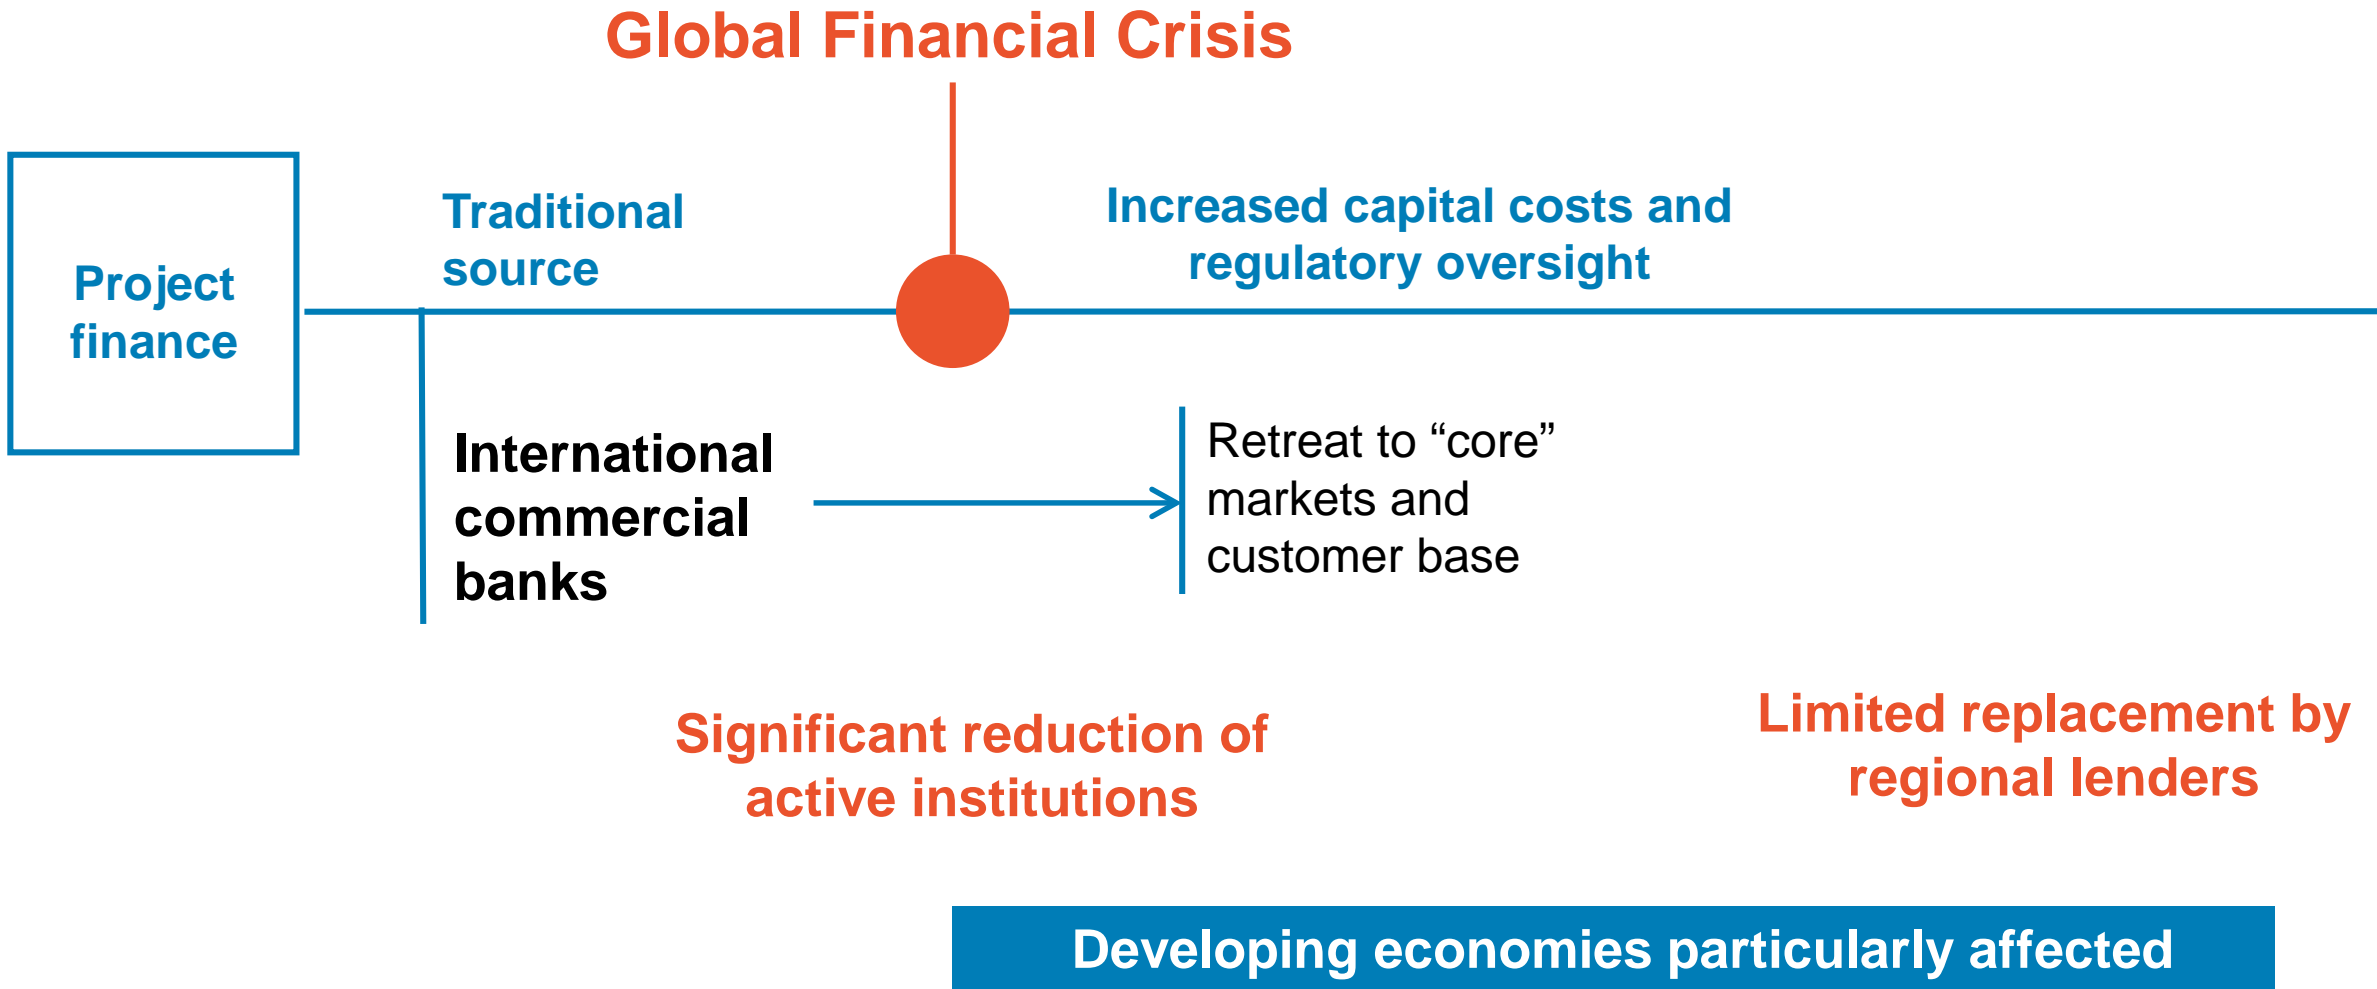 Global Financial Crisis
Project
finance
Traditional
source
Increased capital costs and
regulatory oversight
International
commercial
banks
Retreat to “core”
markets and
customer base
Significant reduction of
active institutions
Limited replacement by
regional lenders
Developing economies particularly affected